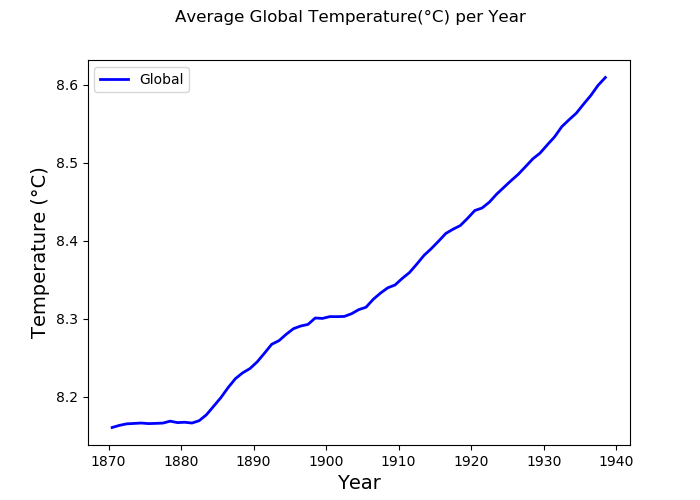 Average Global Temperature(°C) per Year
Global
8.6
8.5
8.4
8.3
8.2
Temperature (°C)
1870 1880 1890 1900 1910 1920 1930 1940
Year